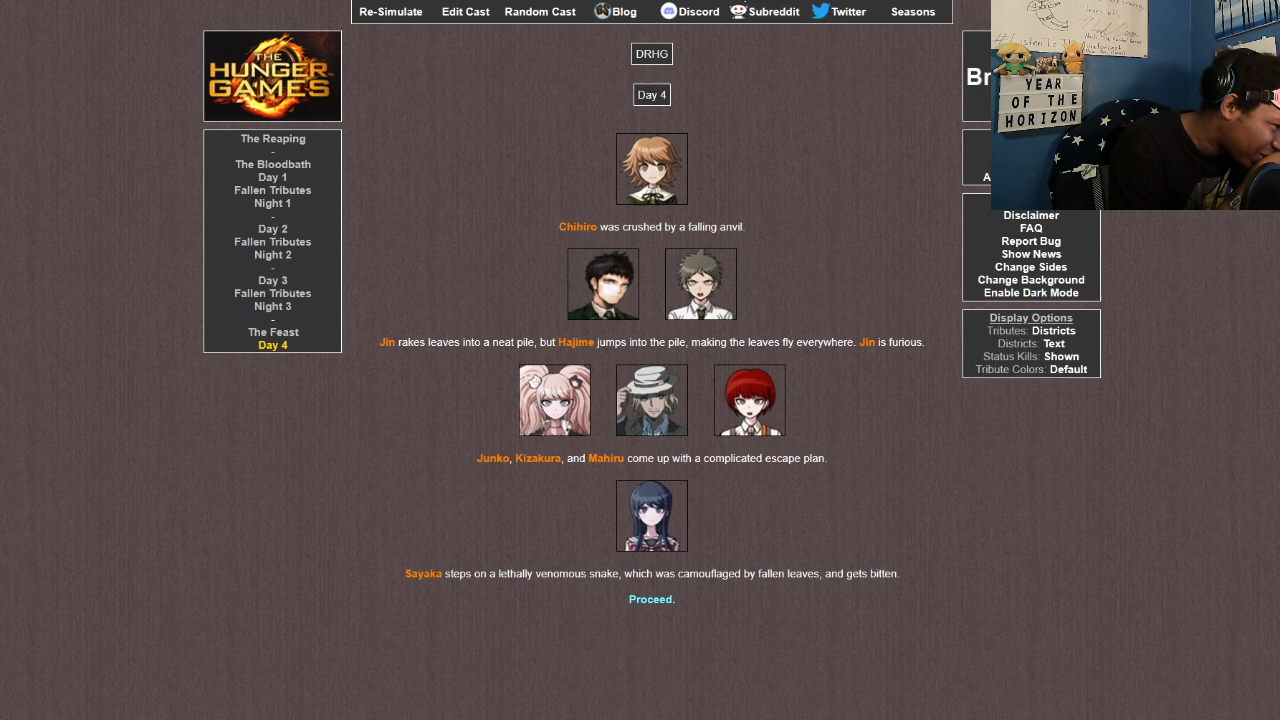 Re-Simulate Edit Cast Random Cast Blog Discord Subreddit Twitter Seasons
THE
HUNGER
GAMES
The Reaping
-
The Bloodbath
Day 1
Fallen Tributes
Night 1
-
Day 2
Fallen Tributes
Night 2
-
Day 3
Fallen Tributes
Night 3
-
The Feast
Day 4
DRHG
Day 4
Chihiro was crushed by a falling anvil.
Jin rakes leaves into a neat pile, but Hajime jumps into the pile, making the leaves fly everywhere. Jin is furious.
Junko, Kizakura, and Mahiru come up with a complicated escape plan.
Sayaka steps on a lethally venomous snake, which was camouflaged by fallen leaves, and gets bitten.
Proceed.
Br
A
YEAR
OF THE
HORIZON
Disclaimer
FAQ
Report Bug
Show News
Change Sides
Change Background
Enable Dark Mode
Display Options
Tributes: Districts
Districts: Text
Status Kills: Shown
Tribute Colors: Default